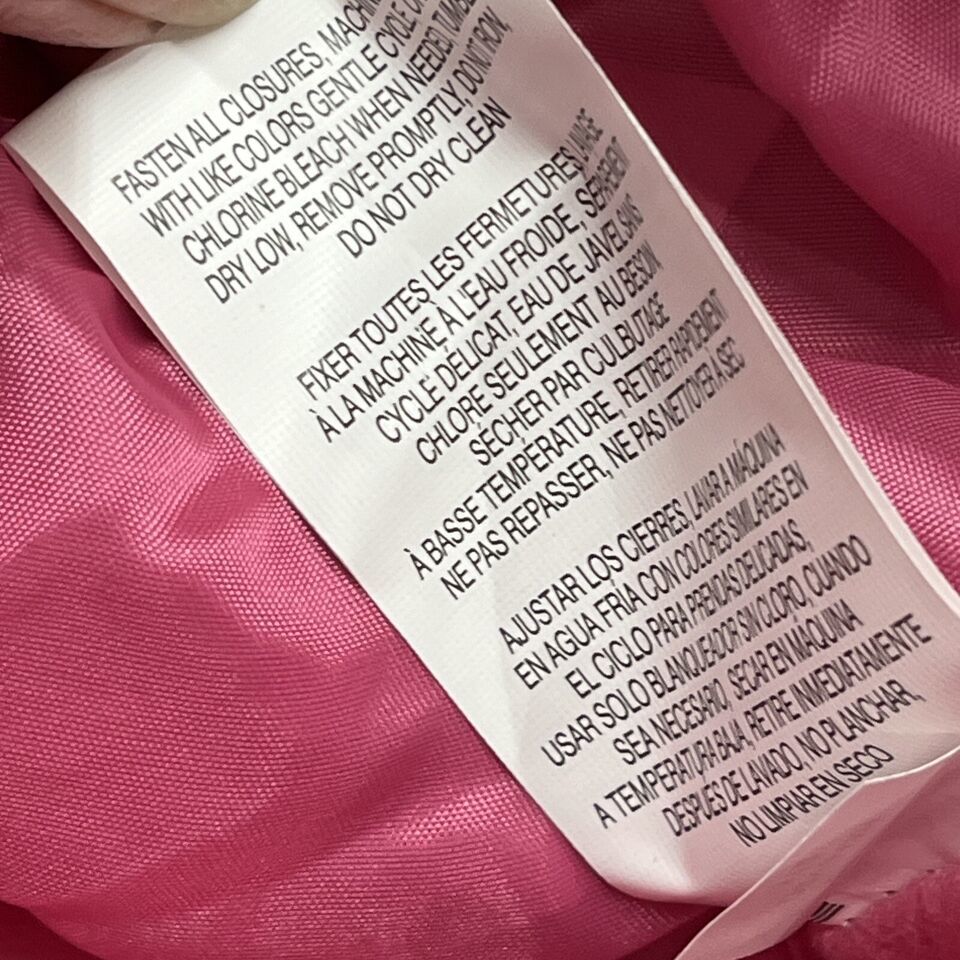 FASTEN ALL CLOSURES, MACHIN
WITH LIKE COLORS GENTLE CYCLE
CHLORINE BLEACH WHEN NEEDED, TUMBLE
DRY LOW, REMOVE PROMPTLY, DO NOT IRON,
DO NOT DRY CLEAN
FIXER TOUTES LES FERMETURES, LAVAGE
À LA MACHINE À L'EAU FROIDE, SÉPARÉMENT
CYCLE DÉLICAT, EAU DE JAVEL SANS
CHLORE SEULEMENT AU BESOIN
SÉCHER PAR CULBUTAGE
À BASSE TEMPÉRATURE, RETIRER RAPIDEMENT
NE PAS REPASSER, NE PAS NETTOYER À SEC
AJUSTAR LOS CIERRES, LAVAR A MÁQUINA
EN AGUA FRÍA CON COLORES SIMILARES EN
EL CICLO PARA PRENDAS DELICADAS,
USAR SOLO BLANQUEADOR SIN CLORO, CUANDO
SEA NECESARIO, SECAR EN MAQUINA
A TEMPERATURA BAJA, RETIRE INMEDIATAMENTE
DESPUES DE LAVADO, NO PLANCHAR,
NO LIMPIAR EN SECO